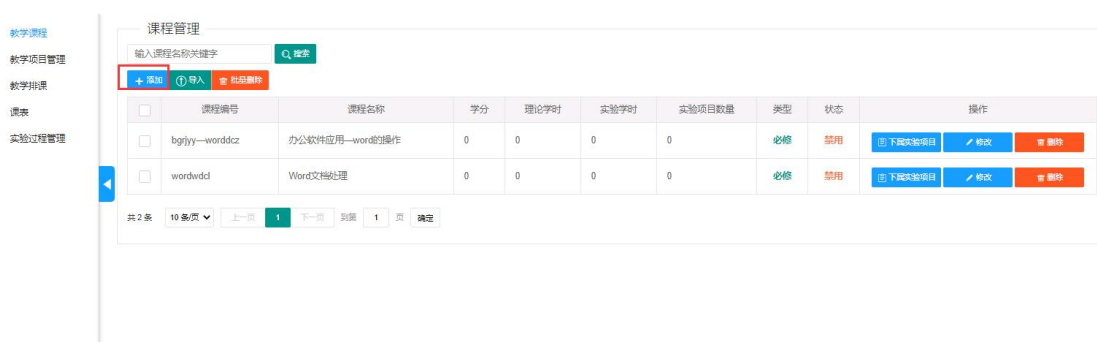 教学课程
教学项目管理
教学排课
课表
实验过程管理
课程管理
输入课程名称关键字 搜索
添加 导入 批量删除
课程编号 课程名称 学分 理论学时 实验学时 实验项目数量 类型 状态 操作
bgrjyy—worddcz 办公软件应用—word的操作 0 0 0 0 必修 禁用 下属实验项目 修改 删除
wordwdcl Word文档处理 0 0 0 0 必修 禁用 下属实验项目 修改 删除
共 2 条 10 条/页 上一页 1 下一页 到第 1 页 确定